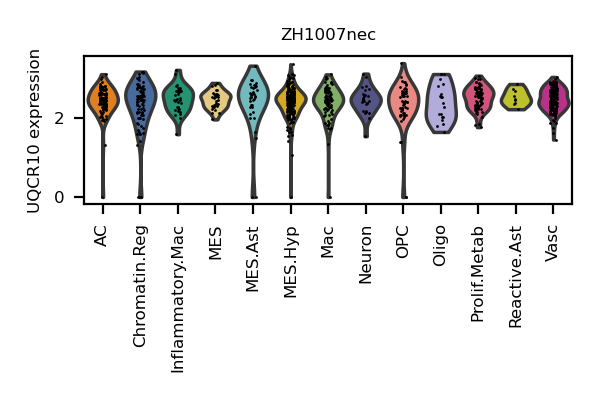 ZH1007nec
UQCR10 expression
2
0
AC
Chromatin.Reg
Inflammatory.Mac
MES
MES.Ast
MES.Hyp
Mac
Neuron
OPC
Oligo
Prolif.Metab
Reactive.Ast
Vasc